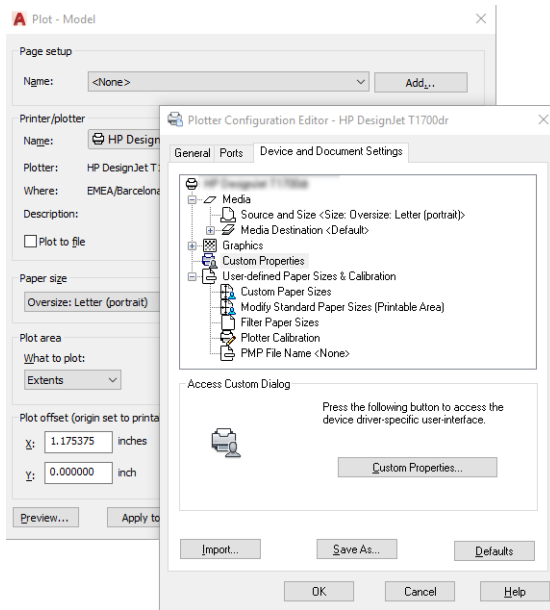 Plot - Model
Page setup
Name:
<None>
Add...
Printer/plotter
Name:
HP Design
Plotter:
HP DesignJet T1
Where:
EMEA/Barcelona
Description:
Plot to file
Paper size
Oversize: Letter (portrait)
Plot area
What to plot:
Extents
Plot offset (origin set to printa
X:
1.175375
inches
Y:
0.000000
inch
Preview...
Apply to
Plotter Configuration Editor - HP DesignJet T1700dr
General
Ports
Device and Document Settings
Media
Source and Size <Size: Oversize: Letter (portrait)>
Media Destination <Default>
Graphics
Custom Properties
User-defined Paper Sizes & Calibration
Custom Paper Sizes
Modify Standard Paper Sizes (Printable Area)
Filter Paper Sizes
Plotter Calibration
PMP File Name <None>
Access Custom Dialog
Press the following button to access the
device driver-specific user-interface.
Custom Properties...
Import...
Save As...
Defaults
OK
Cancel
Help